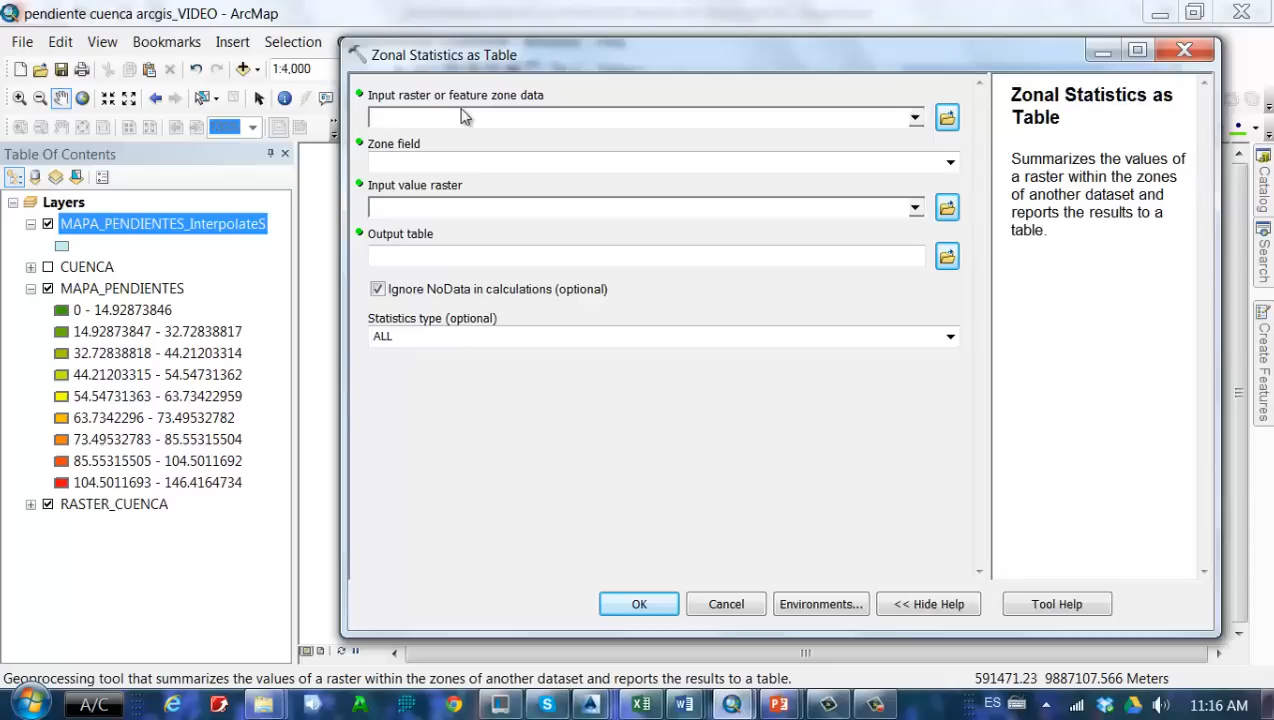 pendiente cuenca arcgis_VIDEO - ArcMap
File Edit View Bookmarks Insert Selection
1:4,000
Table Of Contents
Layers
MAPA_PENDIENTES_InterpolateS
CUENCA
MAPA_PENDIENTES
0 - 14.92873846
14.92873847 - 32.72838817
32.72838818 - 44.21203314
44.21203315 - 54.54731362
54.54731363 - 63.73422959
63.7342296 - 73.49532782
73.49532783 - 85.55315504
85.55315505 - 104.5011692
104.5011693 - 146.4164734
RASTER_CUENCA
Zonal Statistics as Table
Input raster or feature zone data
Zone field
Input value raster
Output table
Ignore NoData in calculations (optional)
Statistics type (optional)
ALL
OK Cancel Environments... << Hide Help Tool Help
Zonal Statistics as
Table
Summarizes the values of
a raster within the zones
of another dataset and
reports the results to a
table.
Catalog
Search
Create Features
Geoprocessing tool that summarizes the values of a raster within the zones of another dataset and reports the results to a table.
591471.23 9887107.566 Meters
A/C
ES
11:16 AM